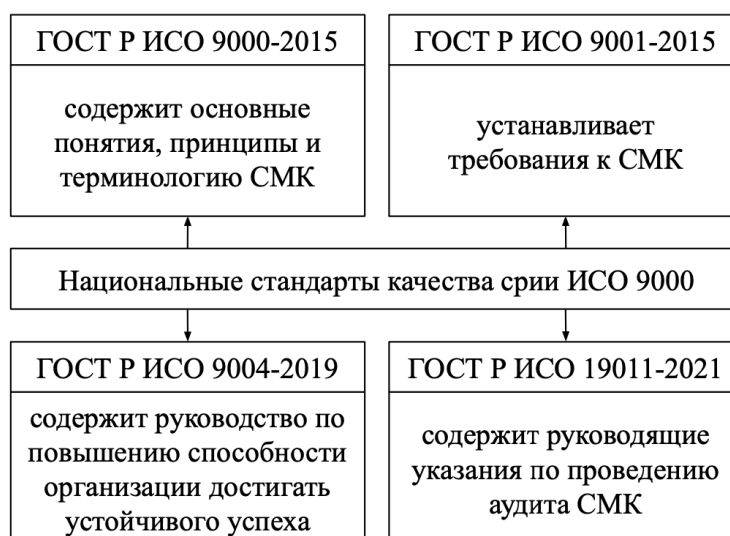 ГОСТ Р ИСО 9000-2015
содержит основные
понятия, принципы и
терминологию СМК
ГОСТ Р ИСО 9001-2015
устанавливает
требования к СМК
Национальные стандарты качества срии ИСО 9000
ГОСТ Р ИСО 9004-2019
содержит руководство по
повышению способности
организации достигать
устойчивого успеха
ГОСТ Р ИСО 19011-2021
содержит руководящие
указания по проведению
аудита СМК